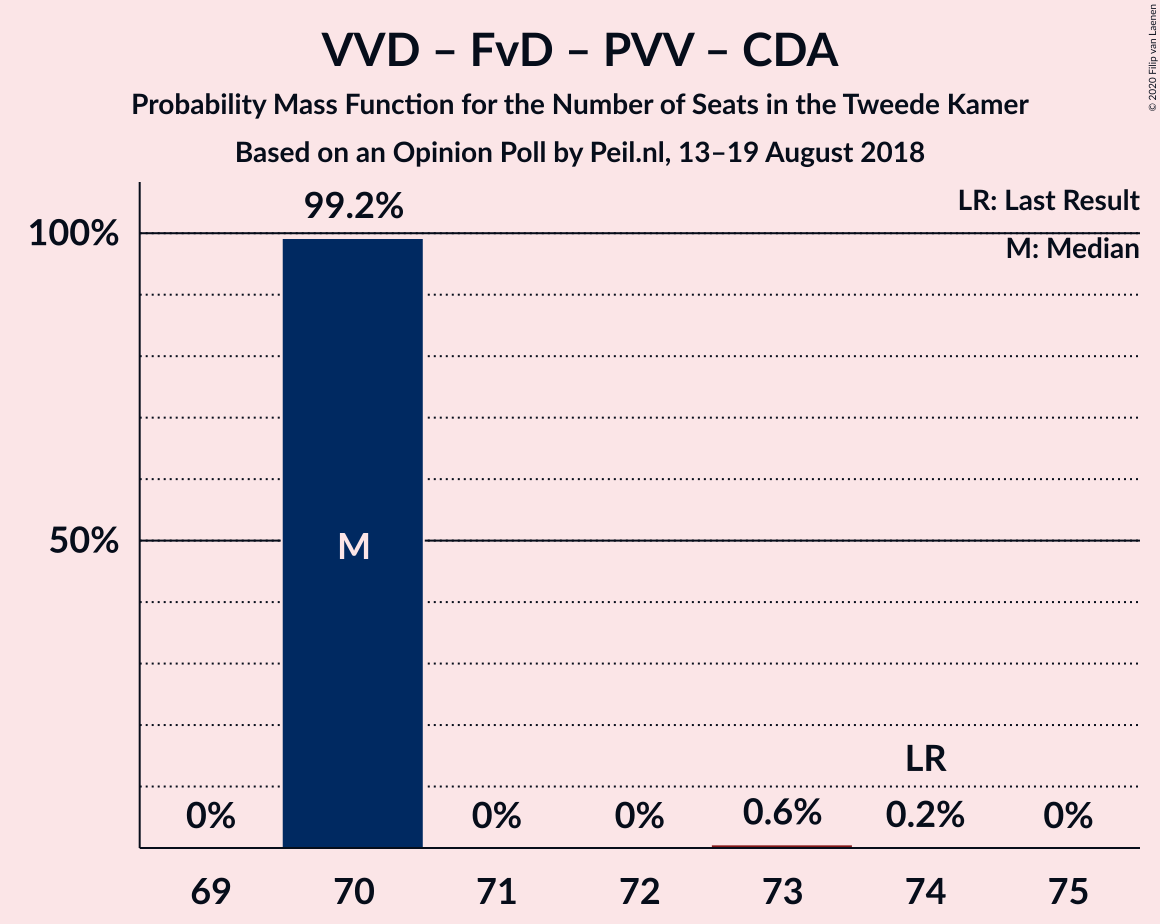 VVD – FvD – PVV – CDA
Probability Mass Function for the Number of Seats in the Tweede Kamer
Based on an Opinion Poll by Peil.nl, 13–19 August 2018
© 2020 Filip van Laenen
LR: Last Result
M: Median
100%
50%
99.2%
M
LR
0%
0%
0%
0.6%
0.2%
0%
69
70
71
72
73
74
75